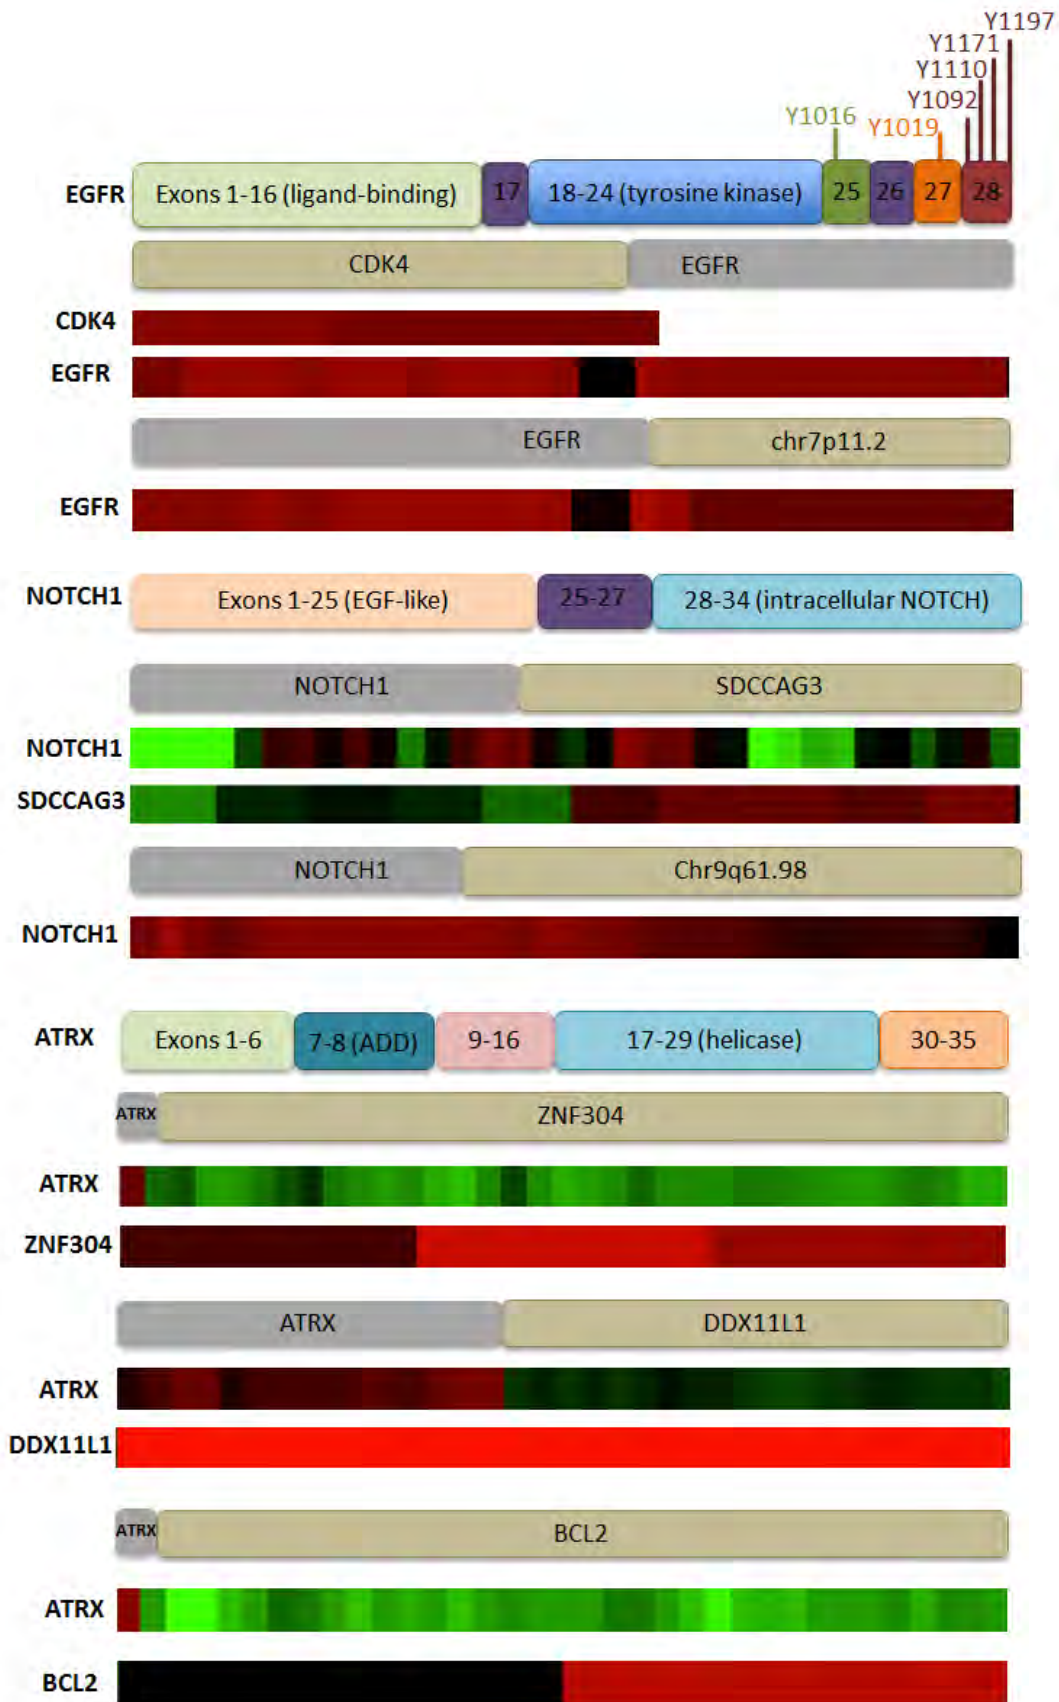 Y1197
Y1171
Y1110
Y1092
Y1016
Y1019
EGFR Exons 1-16 (ligand-binding) 17 18-24 (tyrosine kinase) 25 26 27 28
CDK4 EGFR
CDK4
EGFR
EGFR chr7p11.2
EGFR
NOTCH1 Exons 1-25 (EGF-like) 25-27 28-34 (intracellular NOTCH)
NOTCH1 SDCCAG3
NOTCH1
SDCCAG3
NOTCH1 Chr9q61.98
NOTCH1
ATRX Exons 1-6 7-8 (ADD) 9-16 17-29 (helicase) 30-35
ATRX ZNF304
ATRX
ZNF304
ATRX DDX11L1
ATRX
DDX11L1
ATRX BCL2
ATRX
BCL2